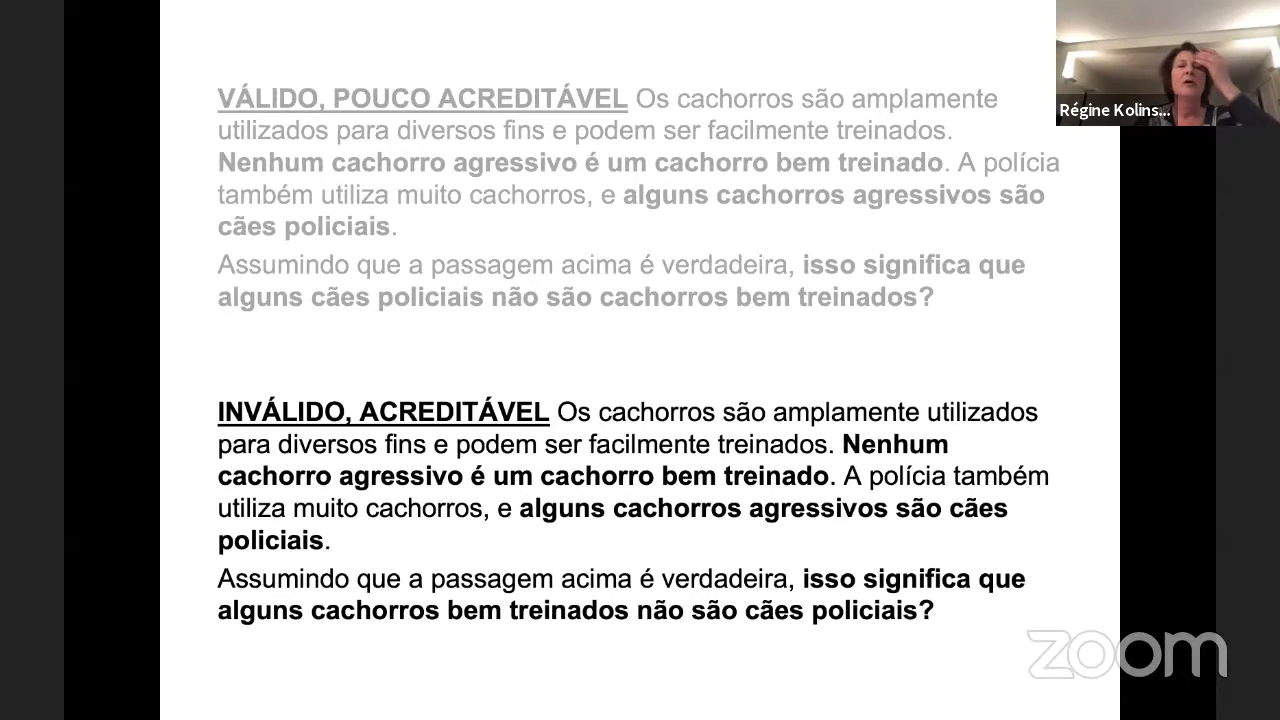 VÁLIDO, POUCO ACREDITÁVEL Os cachorros são amplamente
utilizados para diversos fins e podem ser facilmente treinados.
Nenhum cachorro agressivo é um cachorro bem treinado. A polícia
também utiliza muito cachorros, e alguns cachorros agressivos são
cães policiais.
Assumindo que a passagem acima é verdadeira, isso significa que
alguns cães policiais não são cachorros bem treinados?
INVÁLIDO, ACREDITÁVEL Os cachorros são amplamente utilizados
para diversos fins e podem ser facilmente treinados. Nenhum
cachorro agressivo é um cachorro bem treinado. A polícia também
utiliza muito cachorros, e alguns cachorros agressivos são cães
policiais.
Assumindo que a passagem acima é verdadeira, isso significa que
alguns cachorros bem treinados não são cães policiais?
Régine Kolins...
zoom